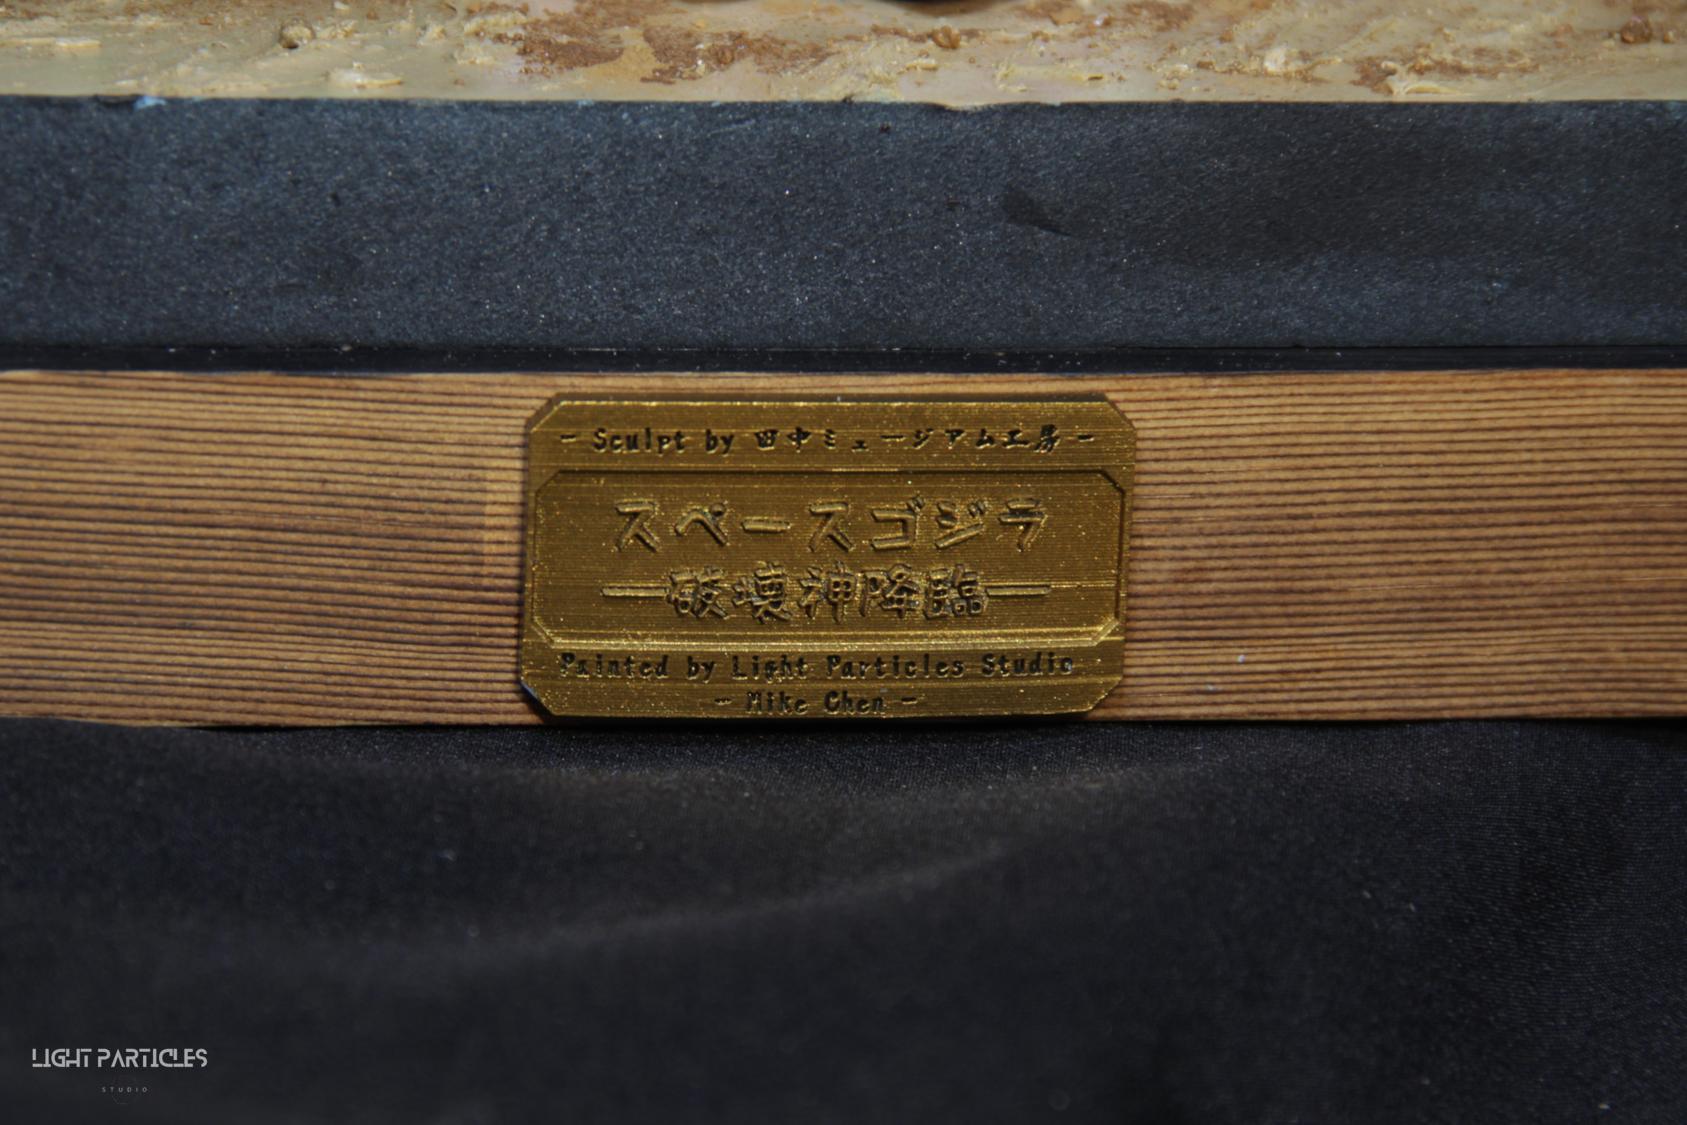 - Sculpt by 田中ミュージアム工房 -
スペースゴジラ
—破壊神降臨—
Painted by Light Particles Studio
- Mike Chen -
LIGHT PARTICLES
STUDIO